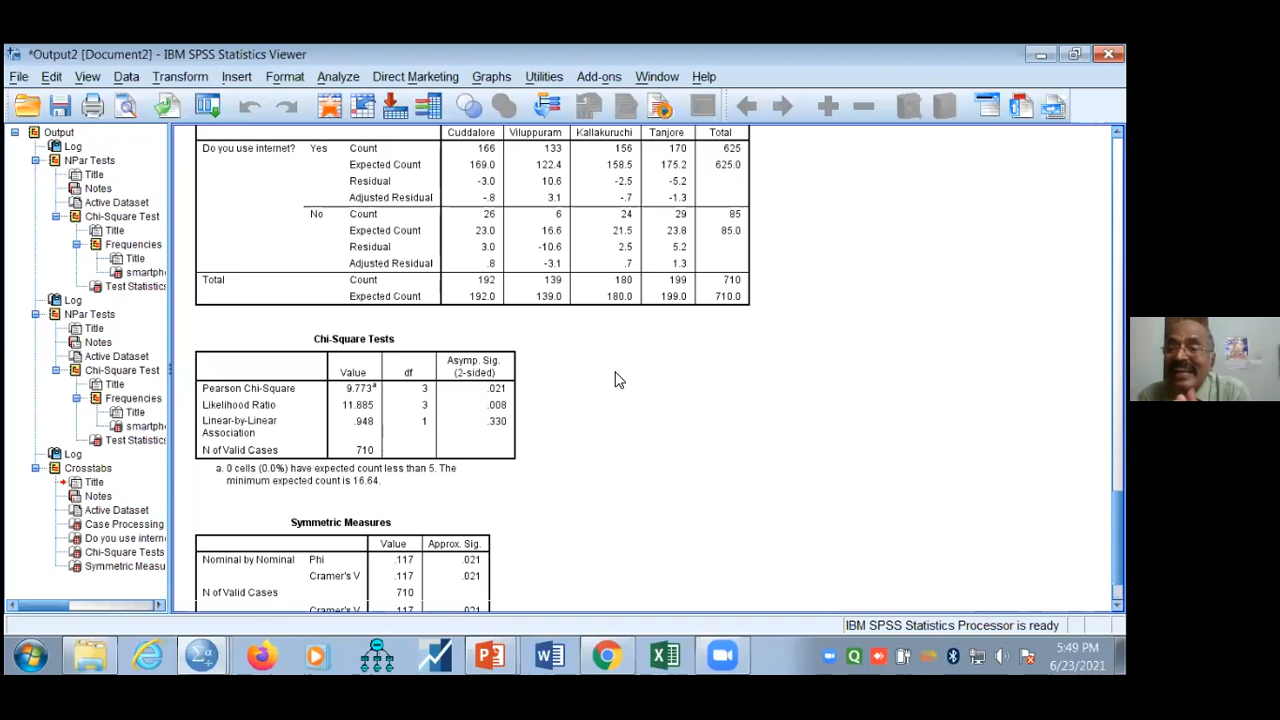 *Output2 [Document2] - IBM SPSS Statistics Viewer
File Edit View Data Transform Insert Format Analyze Direct Marketing Graphs Utilities Add-ons Window Help
Output
Log
NPar Tests
Title
Notes
Active Dataset
Chi-Square Test
Title
Frequencies
Title
smartph
Test Statistics
Log
NPar Tests
Title
Notes
Active Dataset
Chi-Square Test
Title
Frequencies
Title
smartph
Test Statistics
Log
Crosstabs
Title
Notes
Active Dataset
Case Processing
Do you use intern
Chi-Square Tests
Symmetric Measu
Cuddalore Viluppuram Kallakuruchi Tanjore Total
Do you use internet? Yes Count 166 133 156 170 625
Expected Count 169.0 122.4 158.5 175.2 625.0
Residual -3.0 10.6 -2.5 -5.2
Adjusted Residual -.8 3.1 -.7 -1.3
No Count 26 6 24 29 85
Expected Count 23.0 16.6 21.5 23.8 85.0
Residual 3.0 -10.6 2.5 5.2
Adjusted Residual .8 -3.1 .7 1.3
Total Count 192 139 180 199 710
Expected Count 192.0 139.0 180.0 199.0 710.0
Chi-Square Tests
Value df Asymp. Sig. (2-sided)
Pearson Chi-Square 9.773a 3 .021
Likelihood Ratio 11.885 3 .008
Linear-by-Linear Association .948 1 .330
N of Valid Cases 710
a. 0 cells (0.0%) have expected count less than 5. The
minimum expected count is 16.64.
Symmetric Measures
Value Approx. Sig.
Nominal by Nominal Phi .117 .021
Cramer's V .117 .021
N of Valid Cases 710
Cramer's V .117 .021
IBM SPSS Statistics Processor is ready
5:49 PM
6/23/2021